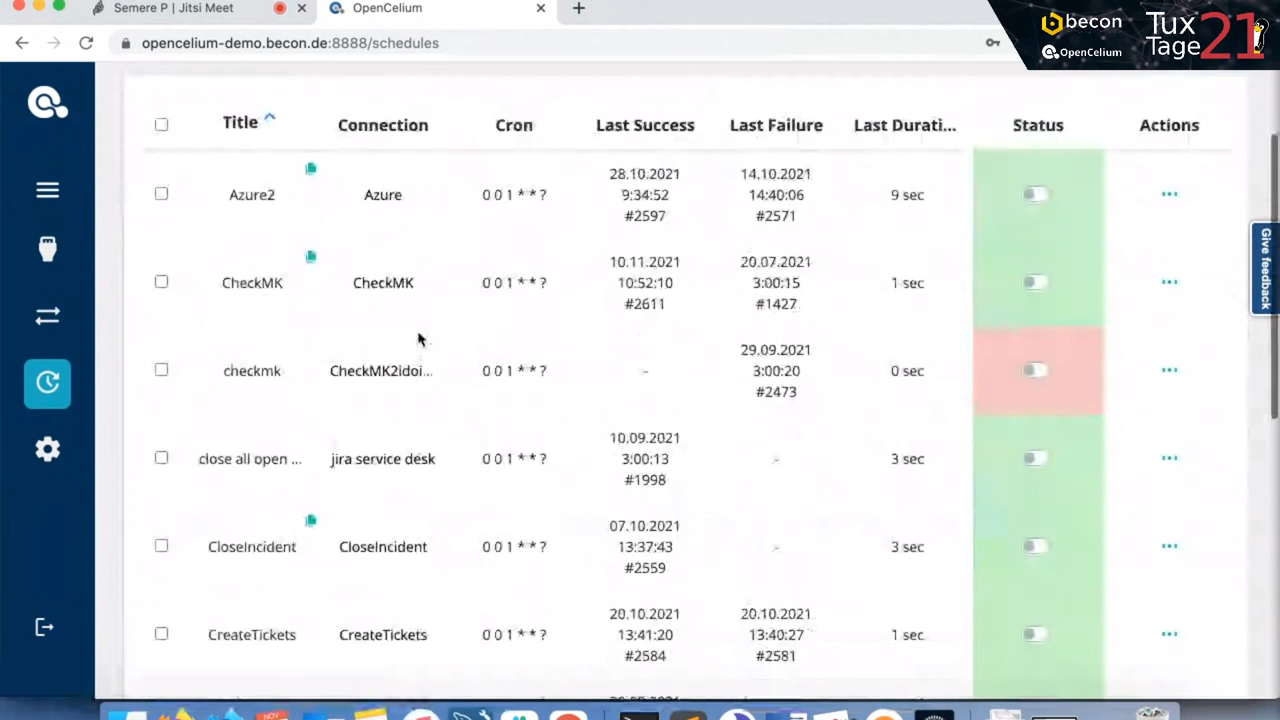 Semere P | Jitsi Meet
OpenCelium
opencelium-demo.becon.de:8888/schedules
becon
OpenCelium
Tux
Tage
21
Title
Connection
Cron
Last Success
Last Failure
Last Durati...
Status
Actions
Azure2
Azure
0 0 1 * * ?
28.10.2021
9:34:52
#2597
14.10.2021
14:40:06
#2571
9 sec
CheckMK
CheckMK
0 0 1 * * ?
10.11.2021
10:52:10
#2611
20.07.2021
3:00:15
#1427
1 sec
checkmk
CheckMK2idoi...
0 0 1 * * ?
-
29.09.2021
3:00:20
#2473
0 sec
close all open ...
jira service desk
0 0 1 * * ?
10.09.2021
3:00:13
#1998
-
3 sec
CloseIncident
CloseIncident
0 0 1 * * ?
07.10.2021
13:37:43
#2559
-
3 sec
CreateTickets
CreateTickets
0 0 1 * * ?
20.10.2021
13:41:20
#2584
20.10.2021
13:40:27
#2581
1 sec
Give feedback
NOV